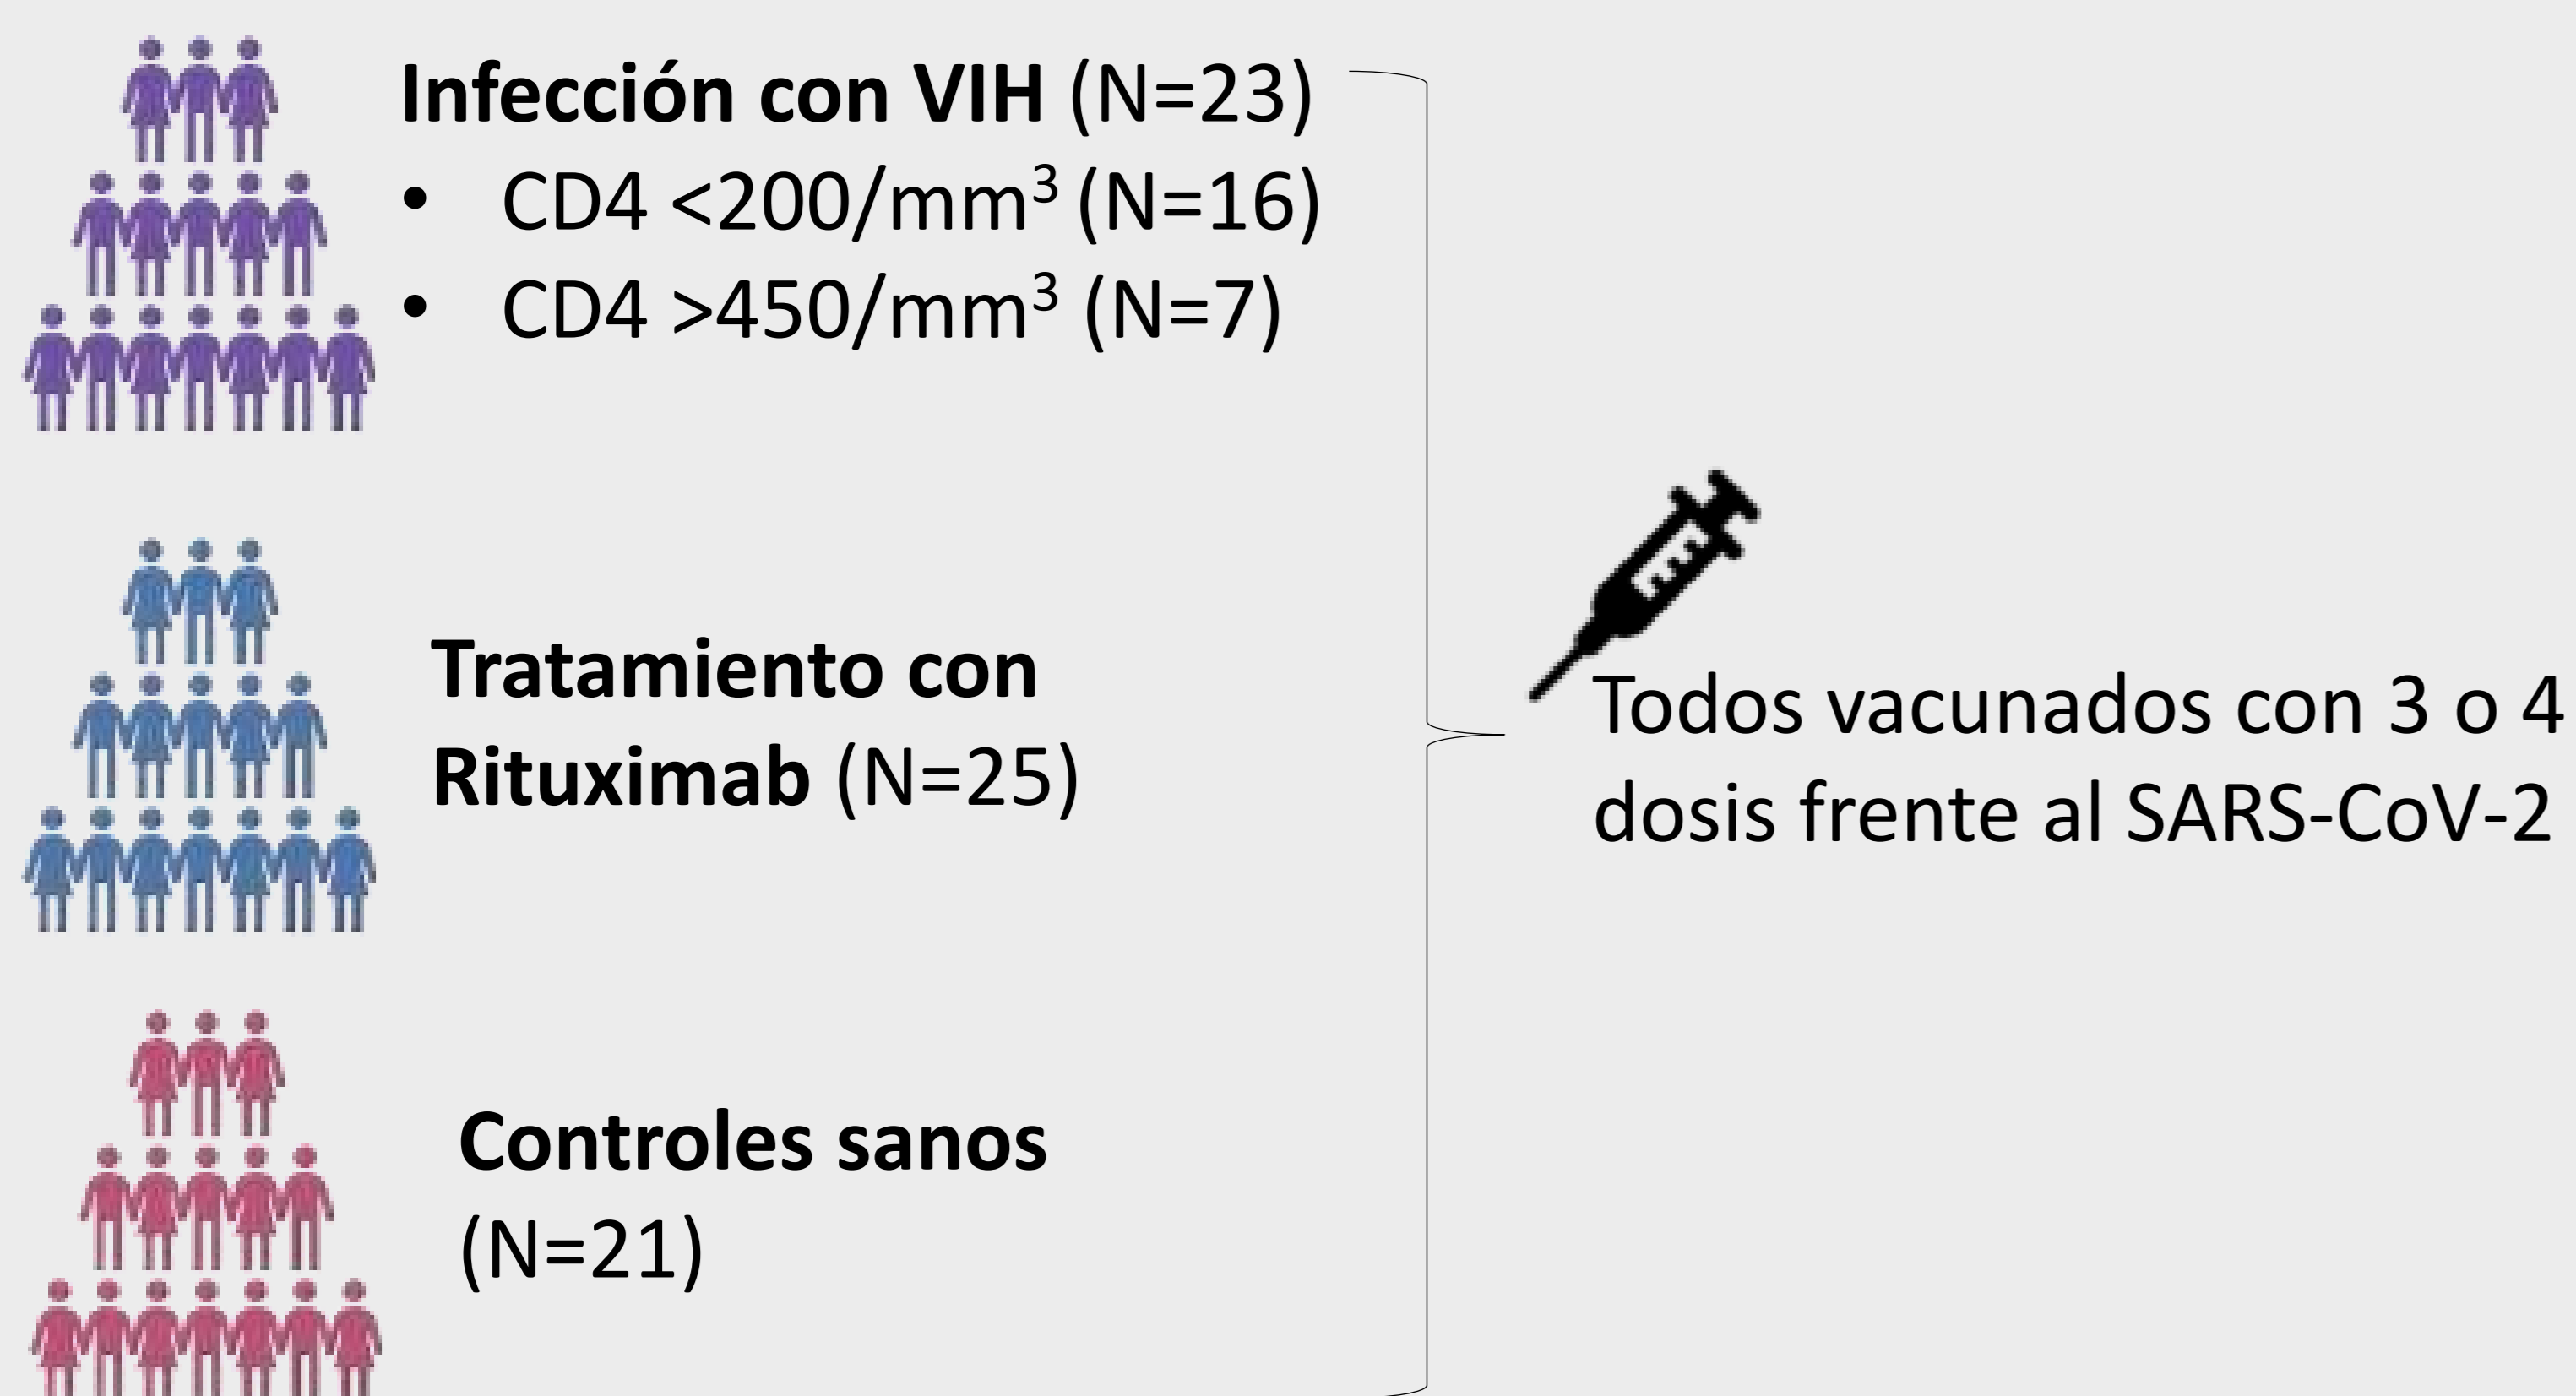 Infección con VIH (N=23)
• CD4 <200/mm³ (N=16)
• CD4 >450/mm³ (N=7)
Tratamiento con
Rituximab (N=25)
Controles sanos
(N=21)
Todos vacunados con 3 o 4
dosis frente al SARS-CoV-2